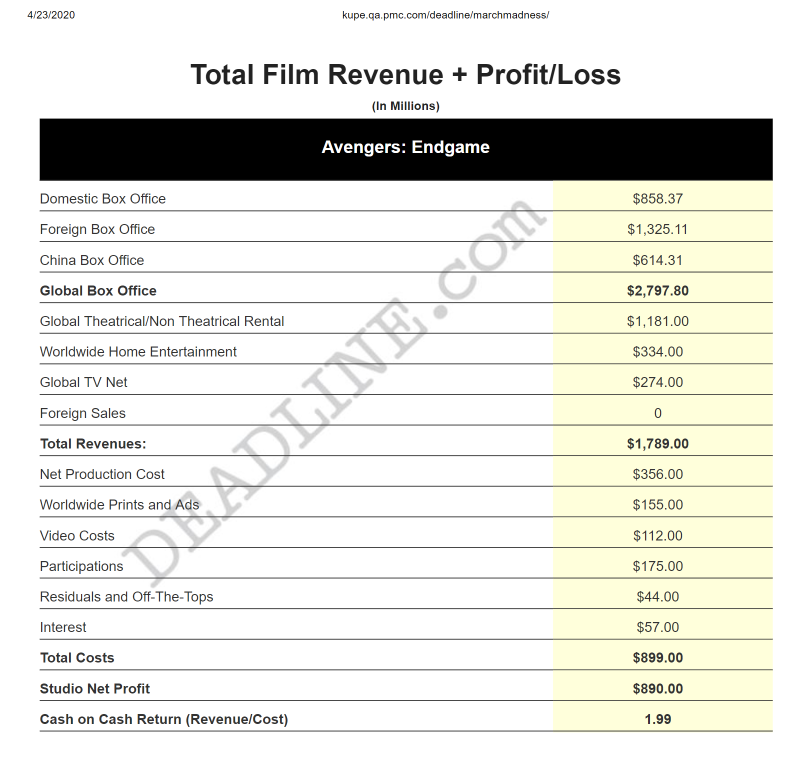 4/23/2020 kupe.qa.pmc.com/deadline/marchmadness/
Total Film Revenue + Profit/Loss
(In Millions)
Avengers: Endgame
Domestic Box Office $858.37
Foreign Box Office $1,325.11
China Box Office $614.31
Global Box Office $2,797.80
Global Theatrical/Non Theatrical Rental $1,181.00
Worldwide Home Entertainment $334.00
Global TV Net $274.00
Foreign Sales 0
Total Revenues: $1,789.00
Net Production Cost $356.00
Worldwide Prints and Ads $155.00
Video Costs $112.00
Participations $175.00
Residuals and Off-The-Tops $44.00
Interest $57.00
Total Costs $899.00
Studio Net Profit $890.00
Cash on Cash Return (Revenue/Cost) 1.99
DEADLINE.com